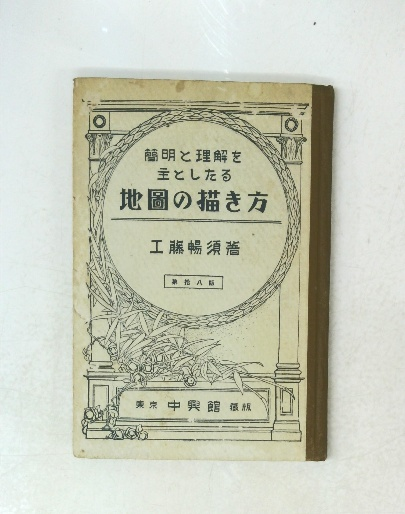 簡明と理解を
主としたる
地圖の描き方
工藤暢須著
第拾八版
東京 中興館 藏版